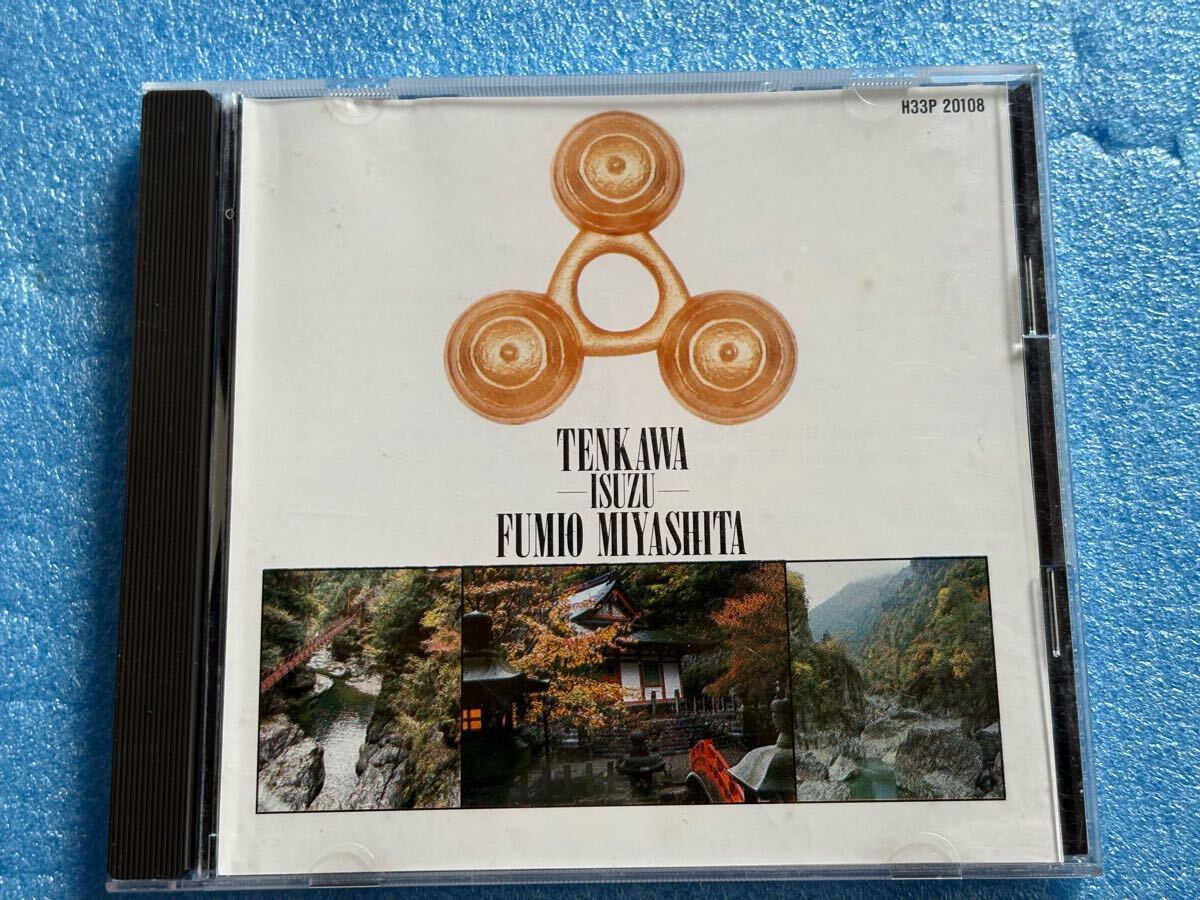 H33P 20108
TENKAWA
—ISUZU—
FUMIO MIYASHITA